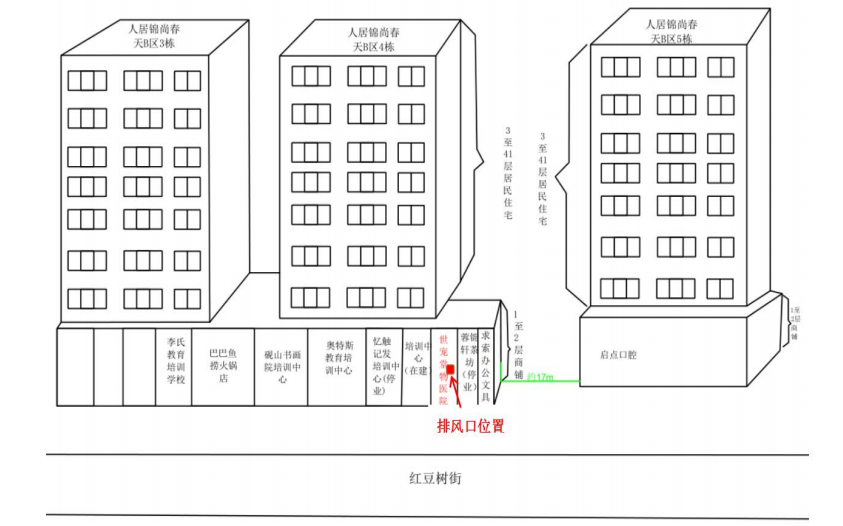 人居锦尚春
天B区3栋
人居锦尚春
天B区4栋
人居锦尚春
天B区5栋
3至41层居民住宅
3至41层居民住宅
1至2层商铺
1至2层商铺
李氏
教育
培训
学校
巴巴鱼
捞火锅
店
砚山书画
院培训中
心
奥特斯
教育培
训中心
忆触
记发
培训中
心(停
业)
培训中
心
(在建)
世宠堂物医院
蓉锦
轩茶
坊
(停
业)
求索办公文具
启点口腔
约17m
排风口位置
红豆树街